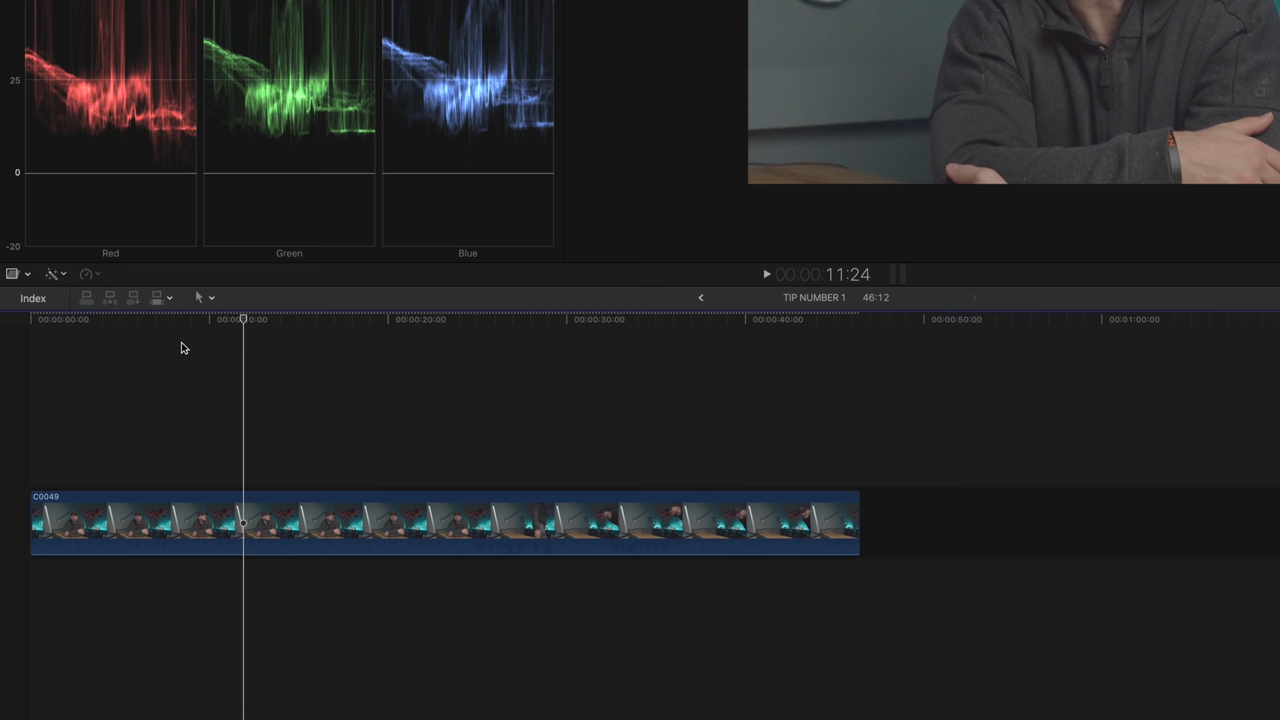 25
0
-20
Red Green Blue
00:00:00 11:24
Index TIP NUMBER 1 46:12
00:00:00:00 00:00:20:00 00:00:30:00 00:00:40:00 00:00:50:00 00:01:00:00
C0049